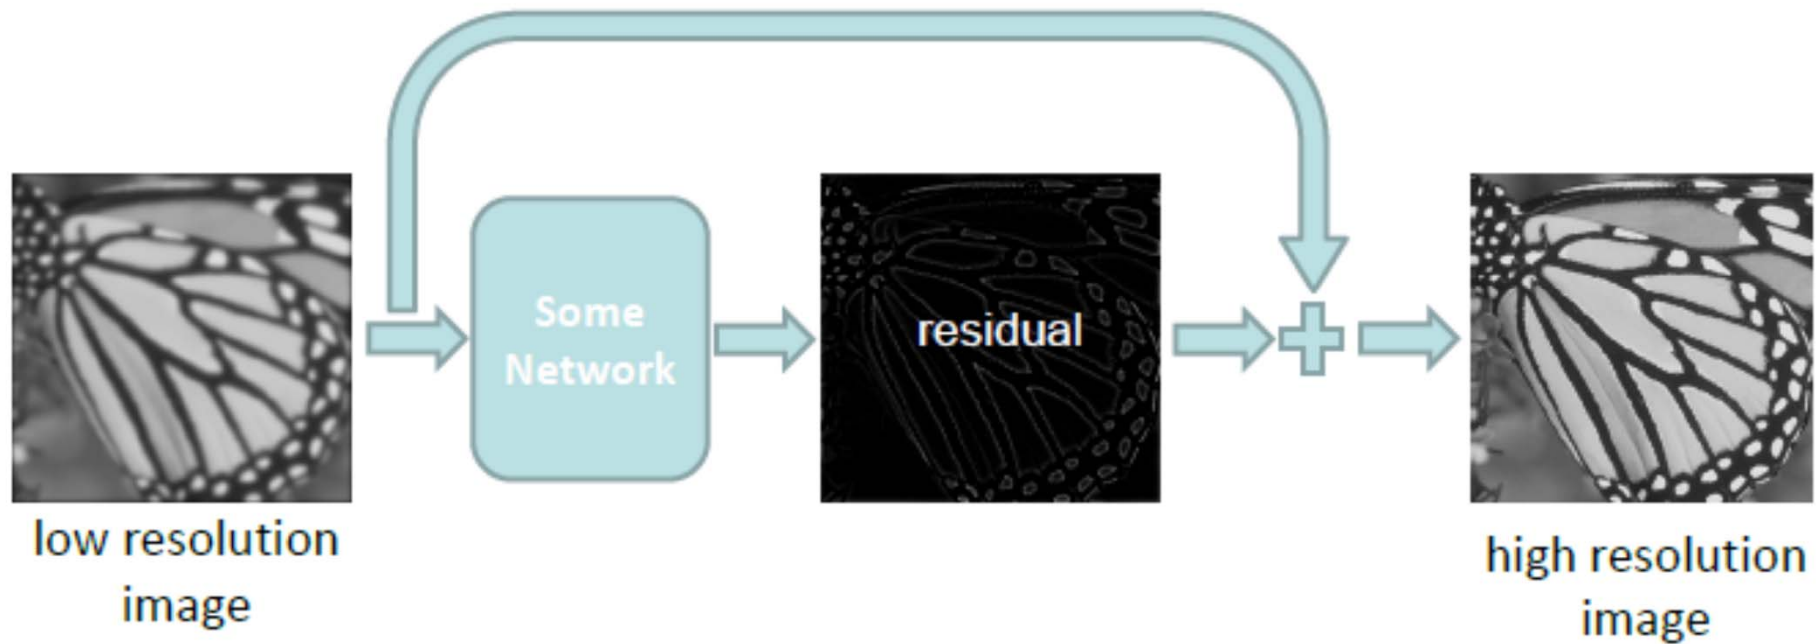 Some
Network
residual
low resolution
image
high resolution
image